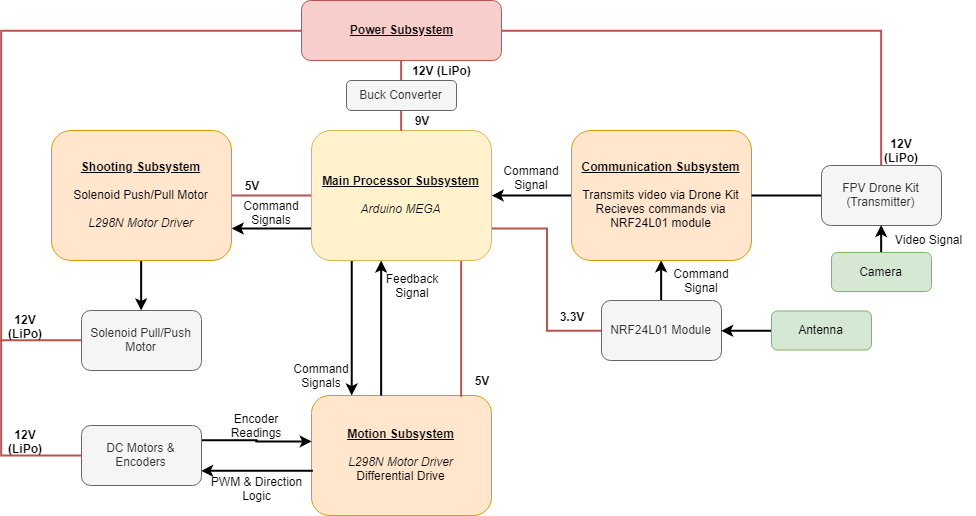 Power Subsystem
12V (LiPo)
Buck Converter
9V
12V
(LiPo)
Shooting Subsystem
Solenoid Push/Pull Motor
L298N Motor Driver
5V
Command
Signals
Main Processor Subsystem
Arduino MEGA
Command
Signal
Communication Subsystem
Transmits video via Drone Kit
Recieves commands via
NRF24L01 module
FPV Drone Kit
(Transmitter)
Video Signal
Camera
Feedback
Signal
Command
Signal
12V
(LiPo)
Solenoid Pull/Push
Motor
3.3V
NRF24L01 Module
Antenna
Command
Signals
5V
12V
(LiPo)
DC Motors &
Encoders
Encoder
Readings
PWM & Direction
Logic
Motion Subsystem
L298N Motor Driver
Differential Drive